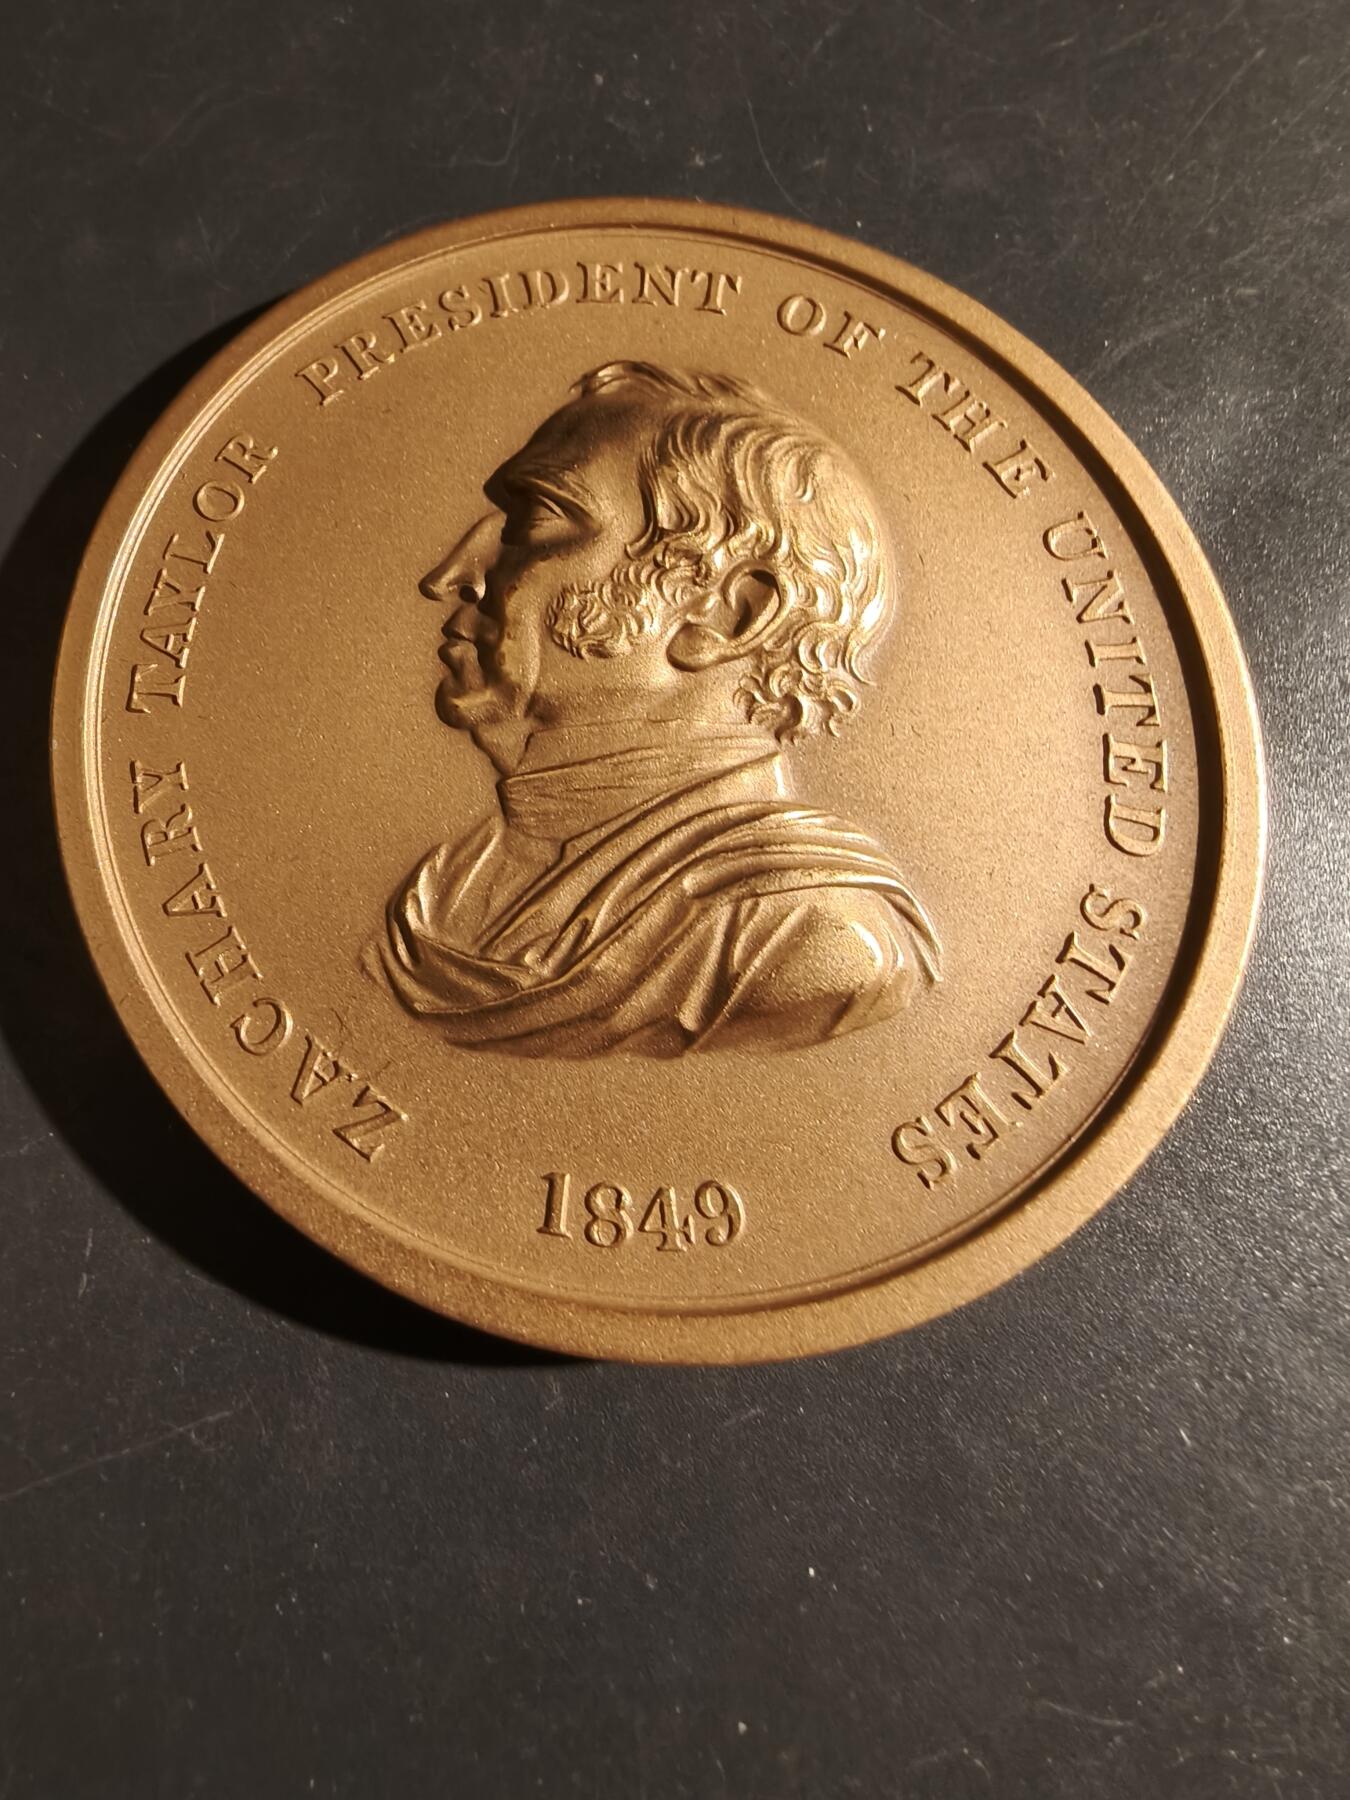 ZACHARY TAYLOR PRESIDENT OF THE UNITED STATES
1849